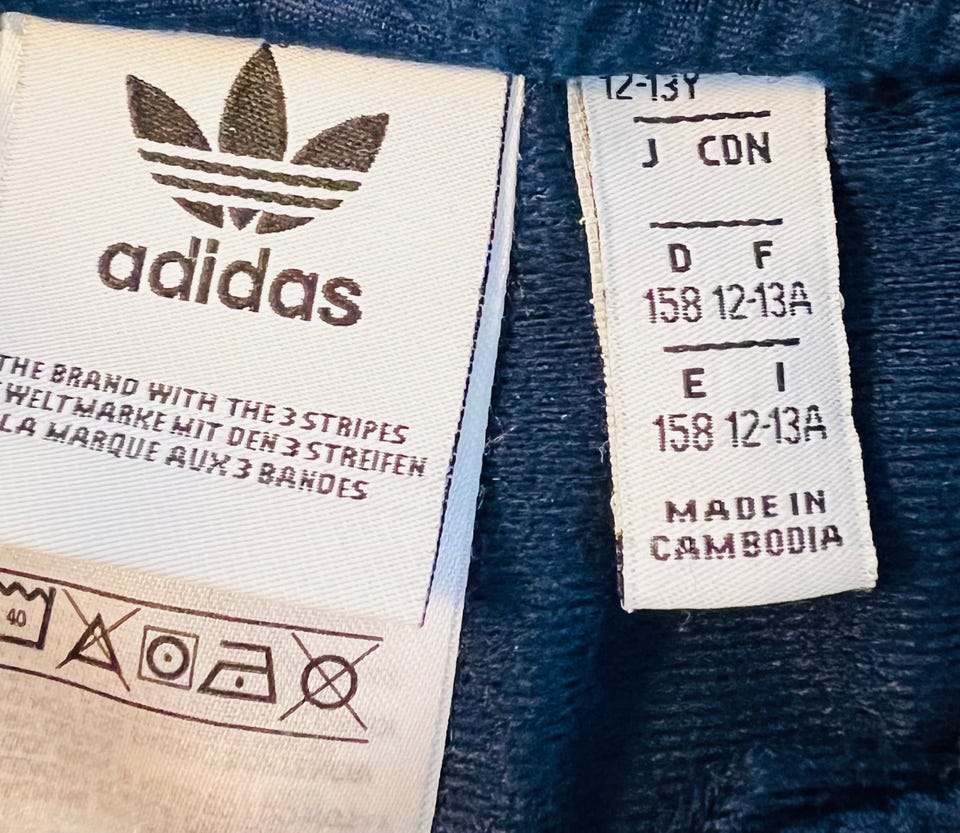 adidas
THE BRAND WITH THE 3 STRIPES
WELTMARKE MIT DEN 3 STREIFEN
LA MARQUE AUX 3 BANDES
40
12-13Y
J CDN
D F
158 12-13A
E I
158 12-13A
MADE IN
CAMBODIA